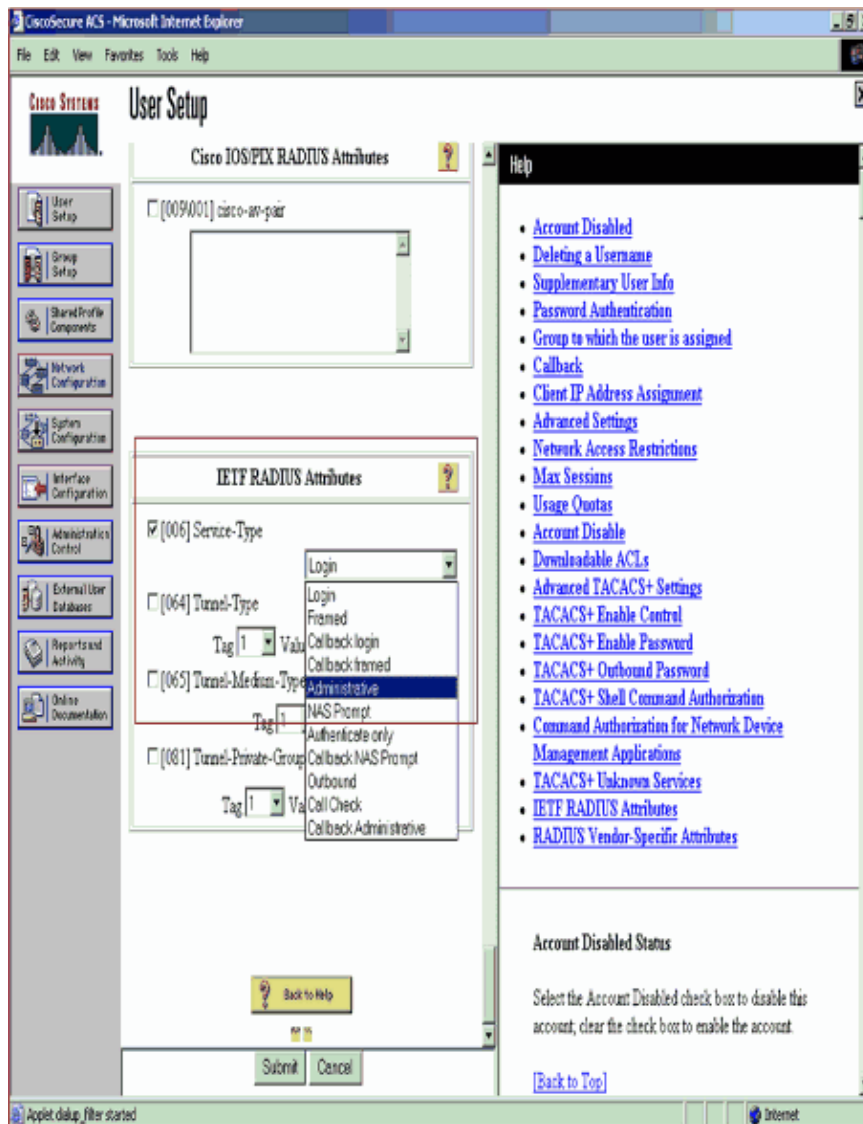 CiscoSecure ACS - Microsoft Internet Explorer
File Edit View Favorites Tools Help
CISCO SYSTEMS
User Setup
User Setup
Group Setup
Shared Profile Components
Network Configuration
System Configuration
Interface Configuration
Administration Control
External User Databases
Reports and Activity
Online Documentation
Cisco IOS/PIX RADIUS Attributes
?
[009\001] cisco-av-pair
IETF RADIUS Attributes
?
[006] Service-Type
Login
Login
Framed
Callback login
Callback framed
Administrative
NAS Prompt
Authenticate only
Callback NAS Prompt
Outbound
Call Check
Callback Administrative
[064] Tunnel-Type
Tag 1 Valu
[065] Tunnel-Medium-Type
Tag 1
[081] Tunnel-Private-Group
Tag 1 Va
? Back to Help
Submit Cancel
Help
Account Disabled
Deleting a Username
Supplementary User Info
Password Authentication
Group to which the user is assigned
Callback
Client IP Address Assignment
Advanced Settings
Network Access Restrictions
Max Sessions
Usage Quotas
Account Disable
Downloadable ACLs
Advanced TACACS+ Settings
TACACS+ Enable Control
TACACS+ Enable Password
TACACS+ Outbound Password
TACACS+ Shell Command Authorization
Command Authorization for Network Device
Management Applications
TACACS+ Unknown Services
IETF RADIUS Attributes
RADIUS Vendor-Specific Attributes
Account Disabled Status
Select the Account Disabled check box to disable this
account; clear the check box to enable the account.
[Back to Top]
Applet dialup_filter started
Internet